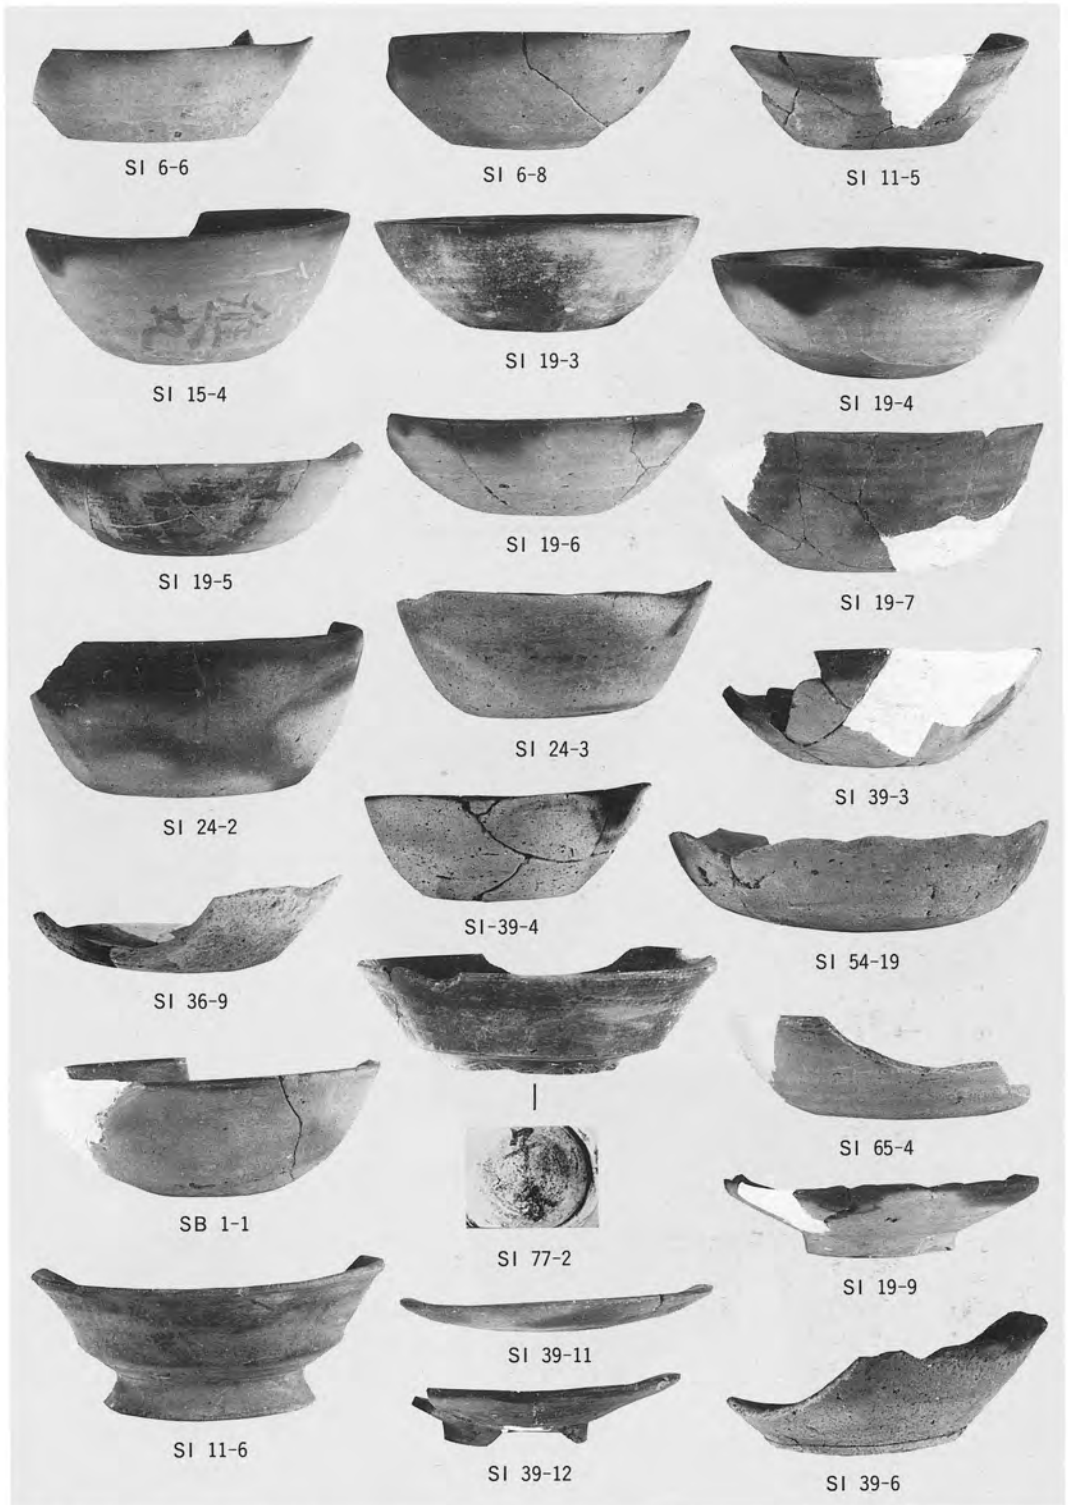 SI 6-6
SI 6-8
SI 11-5
SI 15-4
SI 19-3
SI 19-4
SI 19-5
SI 19-6
SI 19-7
SI 24-2
SI 24-3
SI 39-3
SI 36-9
SI-39-4
SI 54-19
SB 1-1
SI 77-2
SI 65-4
SI 19-9
SI 11-6
SI 39-11
SI 39-12
SI 39-6